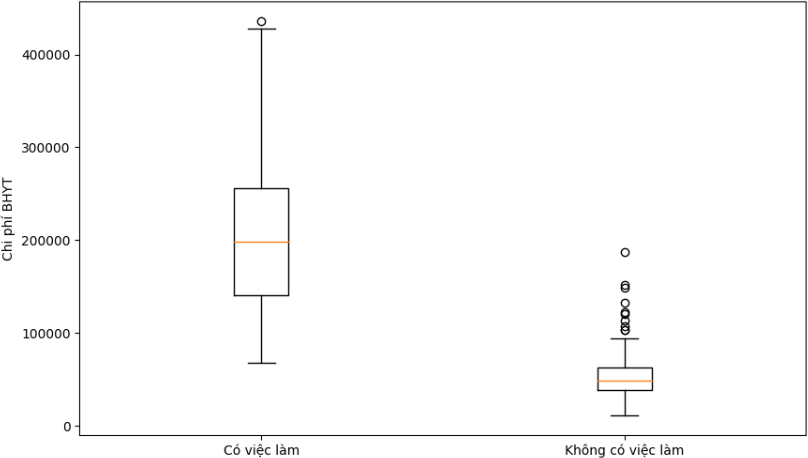 Chi phí BHYT
400000
300000
200000
100000
0
Có việc làm
Không có việc làm